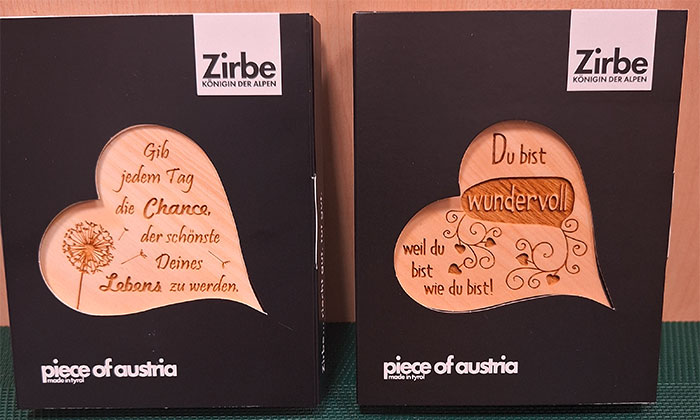 Zirbe
KÖNIGIN DER ALPEN
Gib
jedem Tag
die Chance,
der schönste
Deines
Lebens zu werden.
piece of austria
made in tyrol
Zirbe
KÖNIGIN DER ALPEN
Du bist
wundervoll
weil du
bist
wie du bist!
piece of austria
made in tyrol